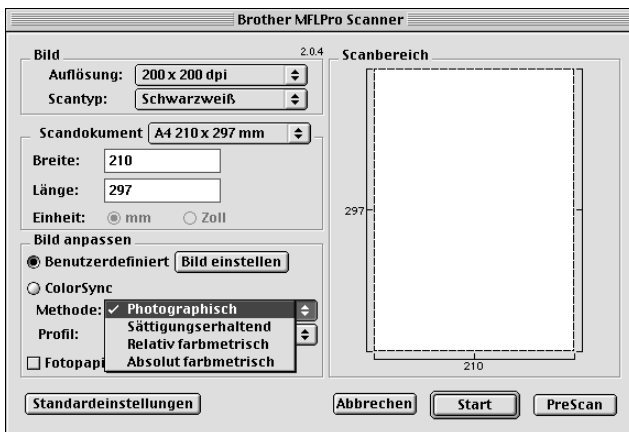 Brother MFLPro Scanner
Bild
2.0.4
Auflösung: 200 x 200 dpi
Scantyp: Schwarzweiß
Scandokument A4 210 x 297 mm
Breite: 210
Länge: 297
Einheit: mm Zoll
Bild anpassen
Benutzerdefiniert Bild einstellen
ColorSync
Methode: ✓ Photographisch
Sättigungserhaltend
Profil:
Relativ farbmetrisch
Absolut farbmetrisch
Fotopapi
Standardeinstellungen
Scanbereich
297
210
Abbrechen Start PreScan